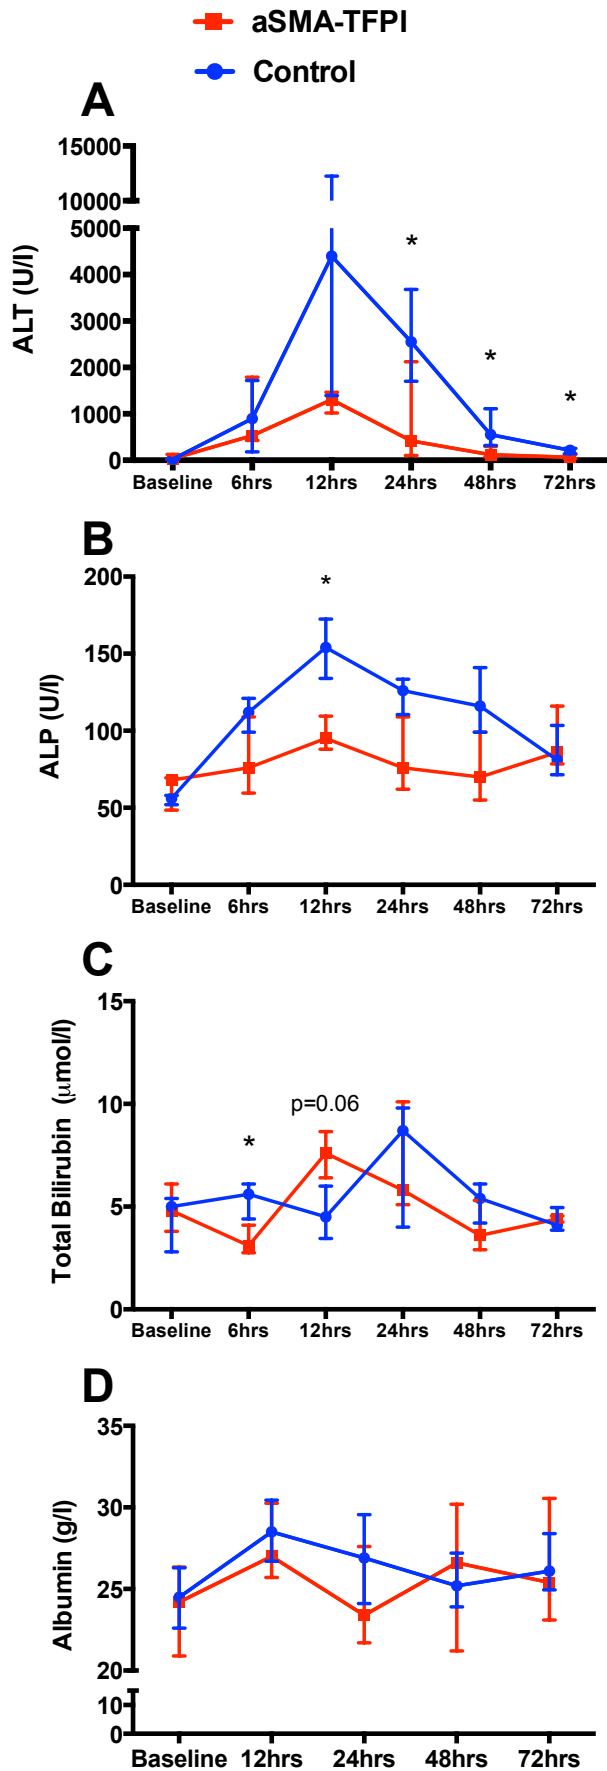 aSMA-TFPI
Control
A
ALT (U/l)
15000
10000
5000
4000
3000
2000
1000
0
*
*
*
Baseline 6hrs 12hrs 24hrs 48hrs 72hrs
B
ALP (U/l)
200
150
100
50
0
*
Baseline 6hrs 12hrs 24hrs 48hrs 72hrs
C
Total Bilirubin (μmol/l)
15
10
5
0
*
p=0.06
Baseline 6hrs 12hrs 24hrs 48hrs 72hrs
D
Albumin (g/l)
35
30
25
20
10
0
Baseline 12hrs 24hrs 48hrs 72hrs